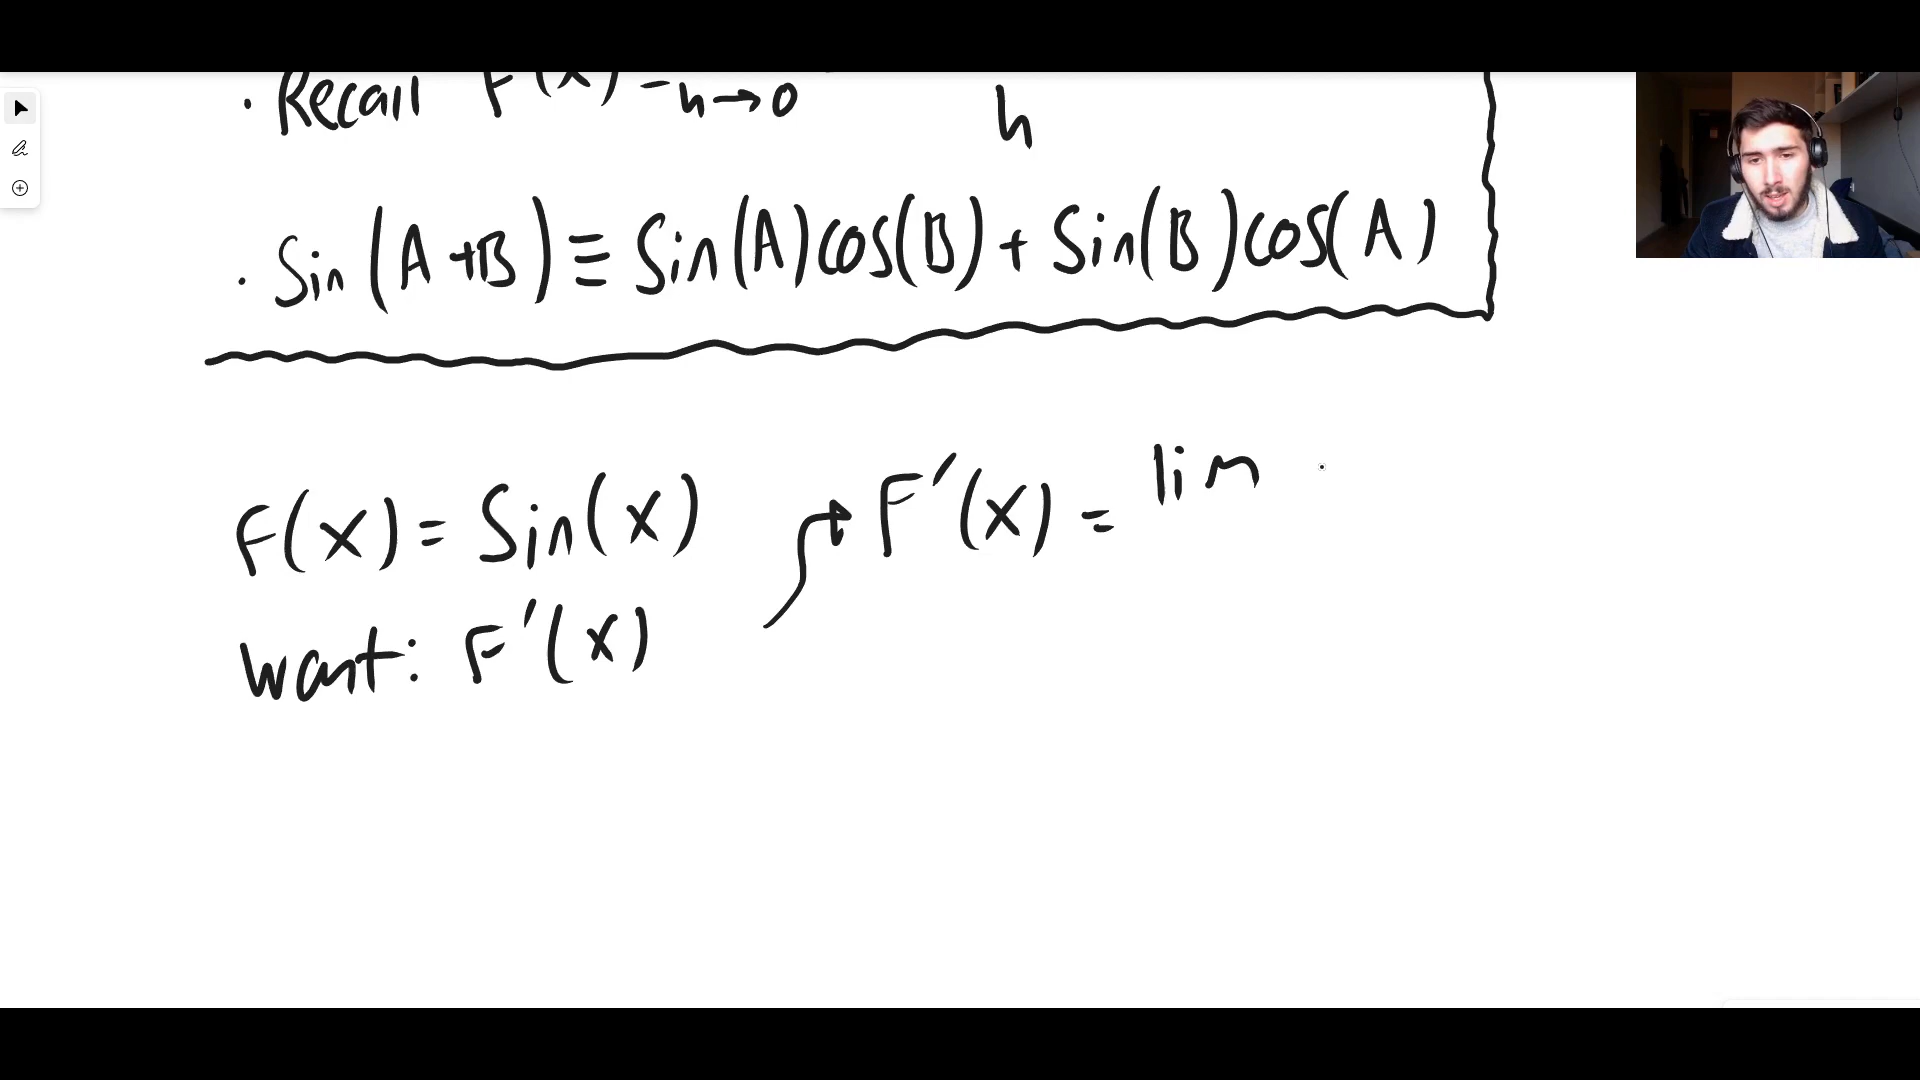 · Recall F(x) = h→0 h
· Sin(A+B) ≡ Sin(A)cos(B) + Sin(B)cos(A)
F(x) = Sin(x) F'(x) = lim
want: F'(x)